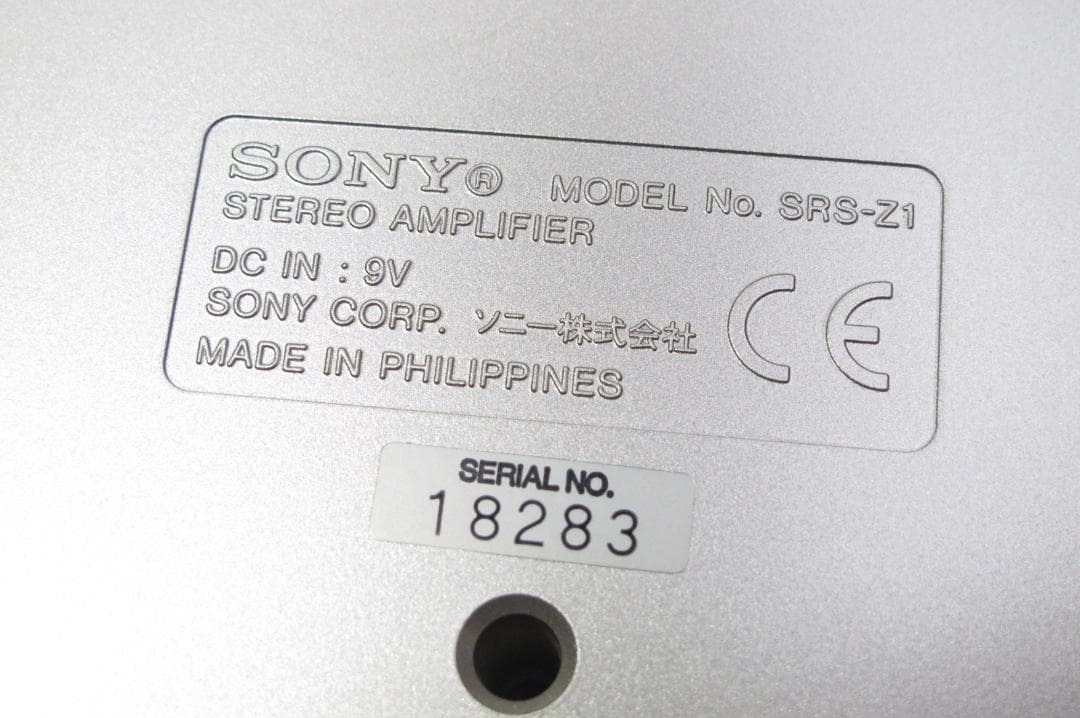 SONY® MODEL No. SRS-Z1
STEREO AMPLIFIER
DC IN : 9V
SONY CORP. ソニー株式会社
MADE IN PHILIPPINES
CE
SERIAL NO.
18283